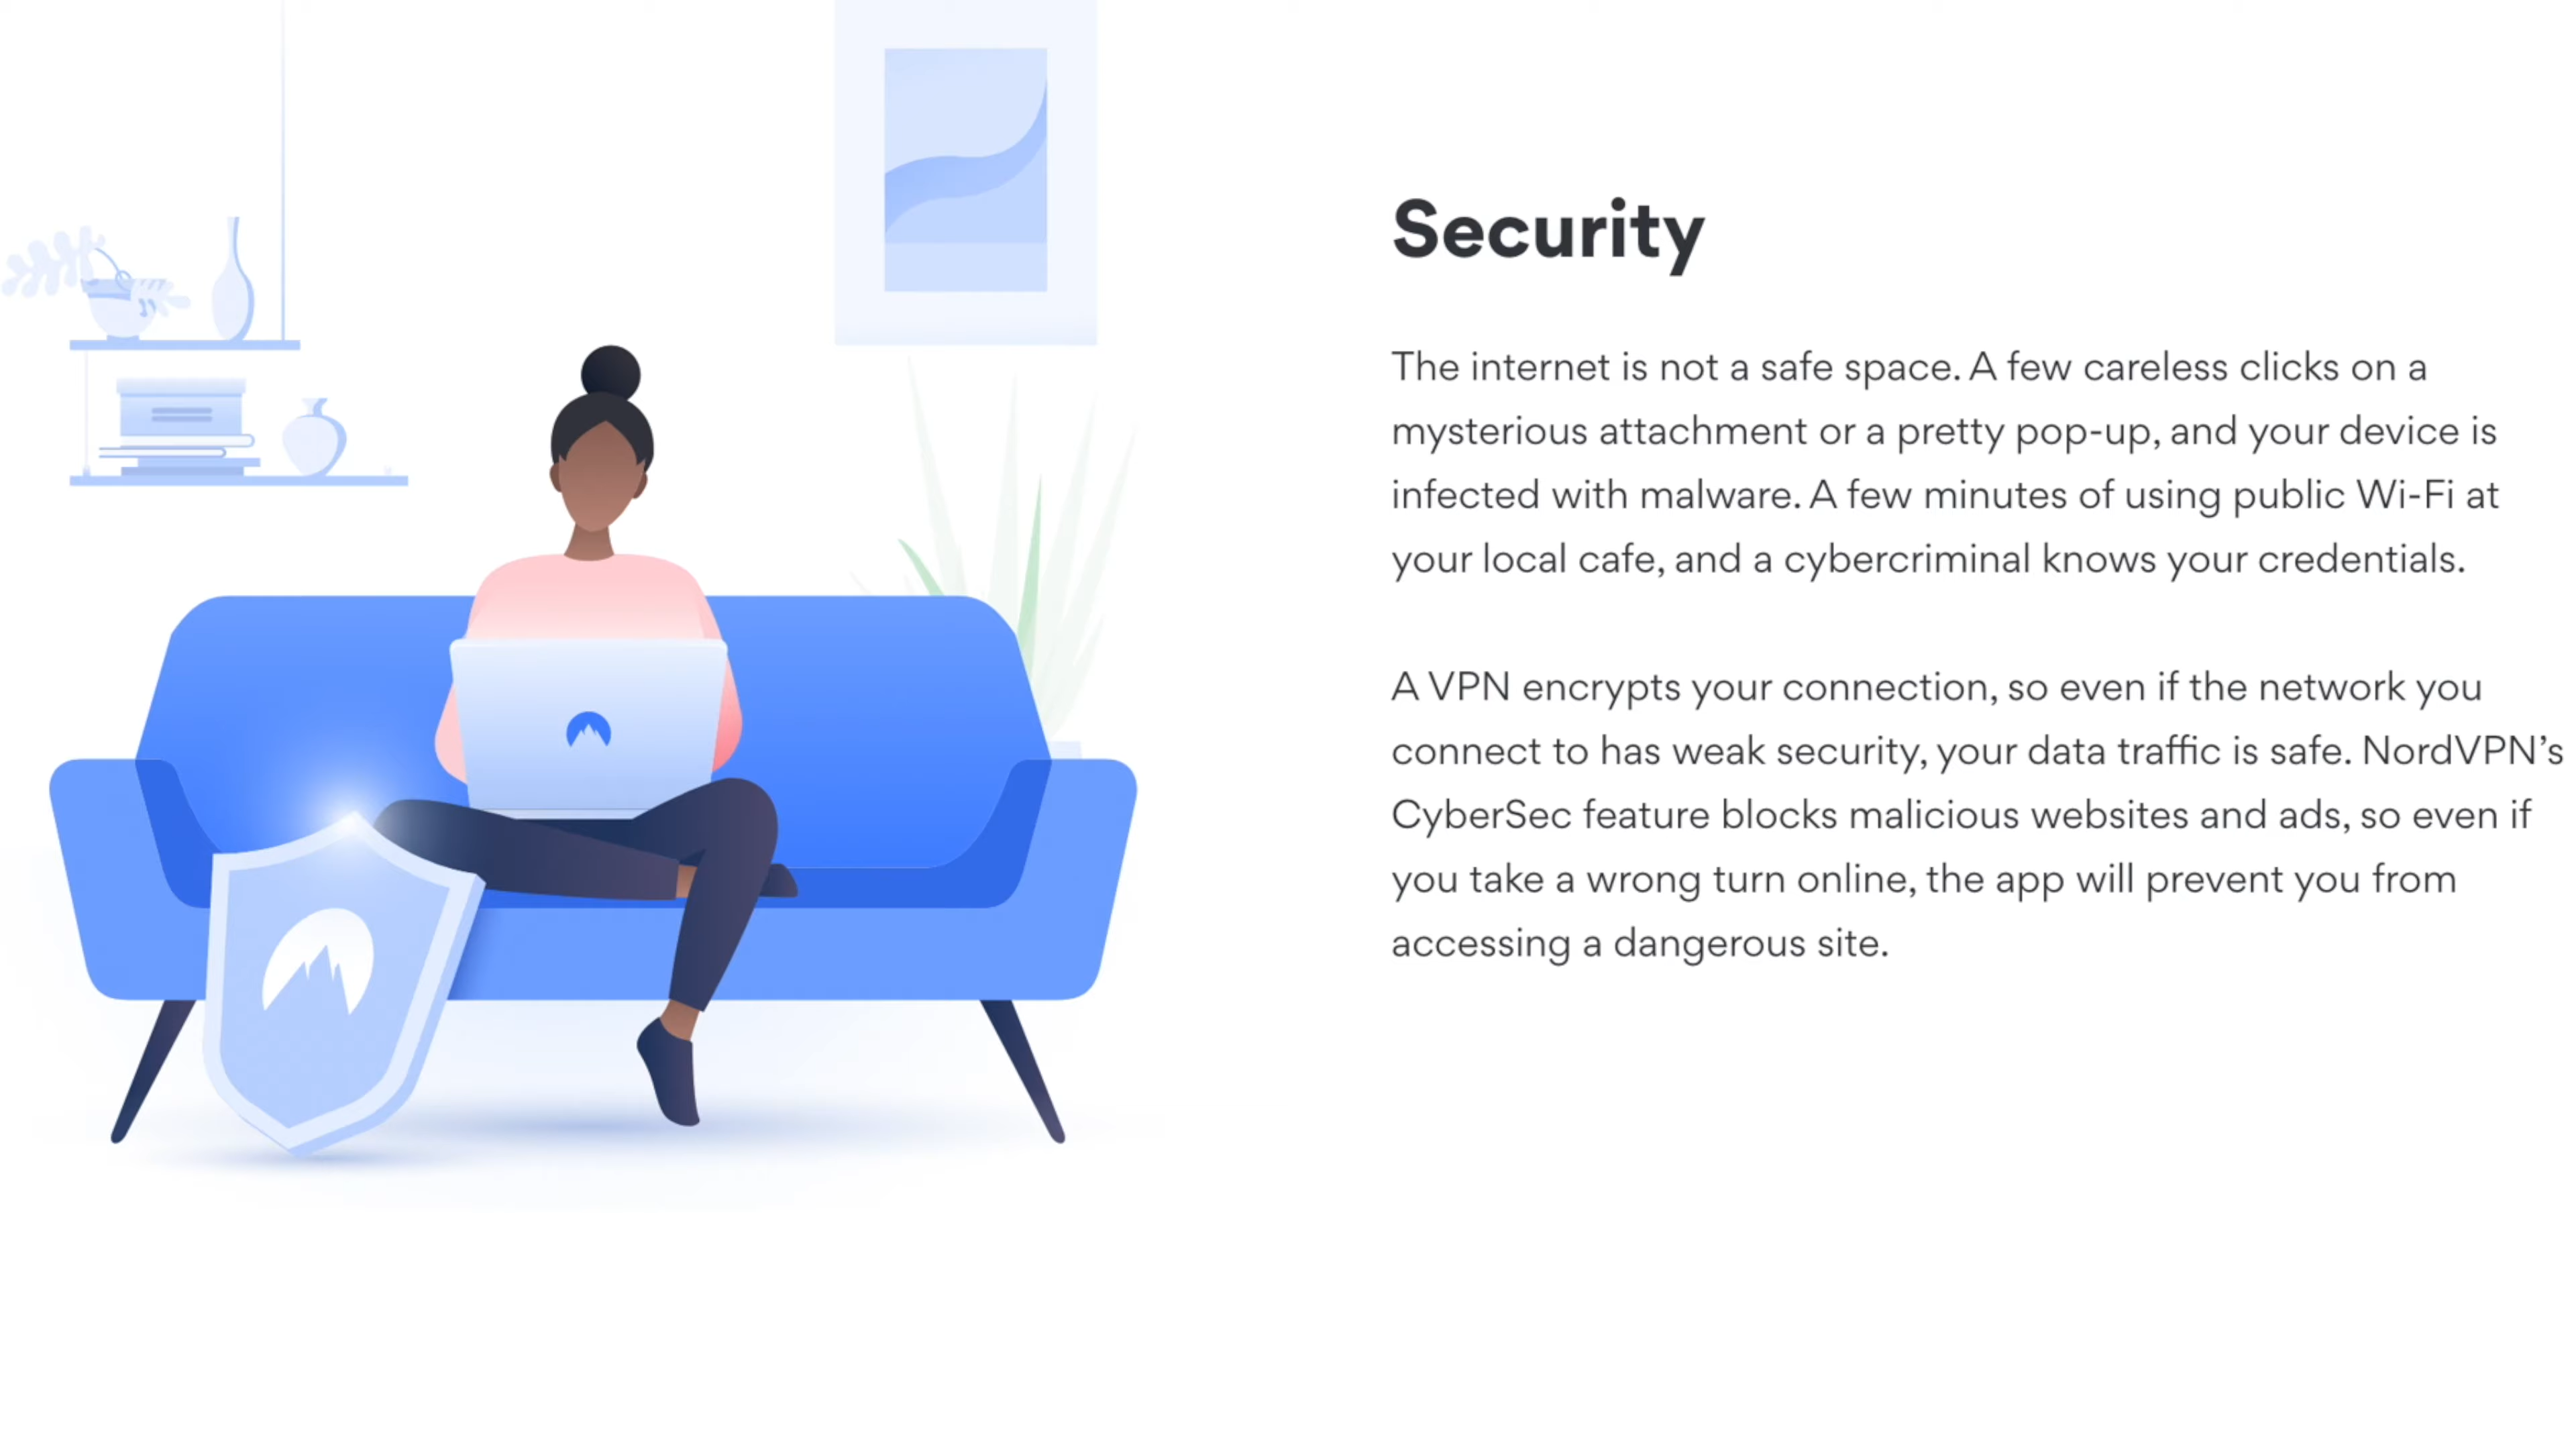 Security
The internet is not a safe space. A few careless clicks on a
mysterious attachment or a pretty pop-up, and your device is
infected with malware. A few minutes of using public Wi-Fi at
your local cafe, and a cybercriminal knows your credentials.
A VPN encrypts your connection, so even if the network you
connect to has weak security, your data traffic is safe. NordVPN’s
CyberSec feature blocks malicious websites and ads, so even if
you take a wrong turn online, the app will prevent you from
accessing a dangerous site.